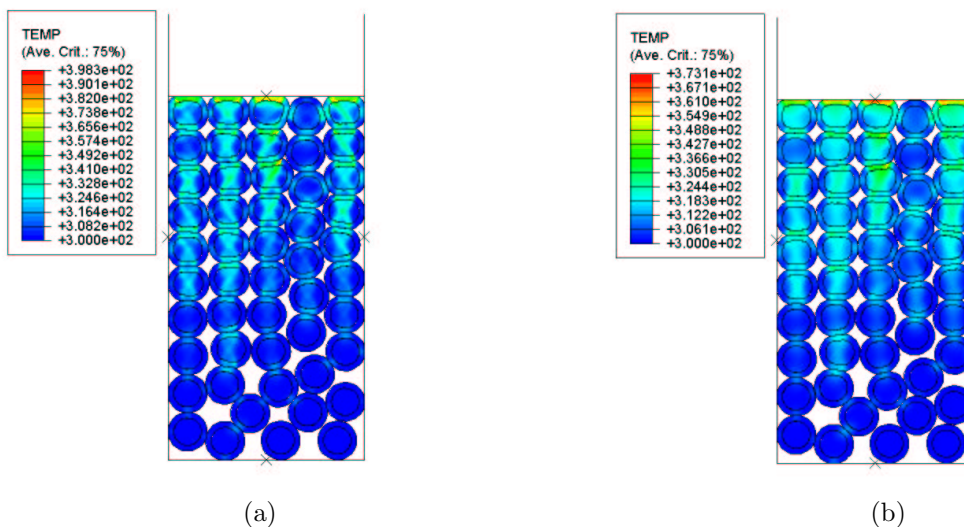 TEMP
(Ave. Crit.: 75%)
+3.983e+02
+3.901e+02
+3.820e+02
+3.738e+02
+3.656e+02
+3.574e+02
+3.492e+02
+3.410e+02
+3.328e+02
+3.246e+02
+3.164e+02
+3.082e+02
+3.000e+02
(a)
TEMP
(Ave. Crit.: 75%)
+3.731e+02
+3.671e+02
+3.610e+02
+3.549e+02
+3.488e+02
+3.427e+02
+3.366e+02
+3.305e+02
+3.244e+02
+3.183e+02
+3.122e+02
+3.061e+02
+3.000e+02
(b)